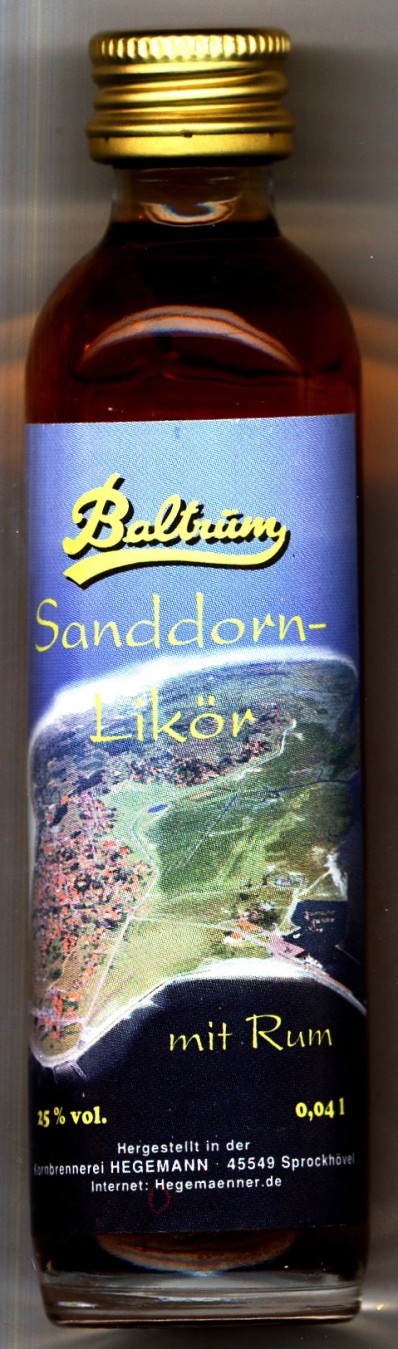 Baltrum
Sanddorn-
Likör
mit Rum
25 % vol.
0,04 l
Hergestellt in der
Kornbrennerei HEGEMANN · 45549 Sprockhövel
Internet: Hegemaenner.de